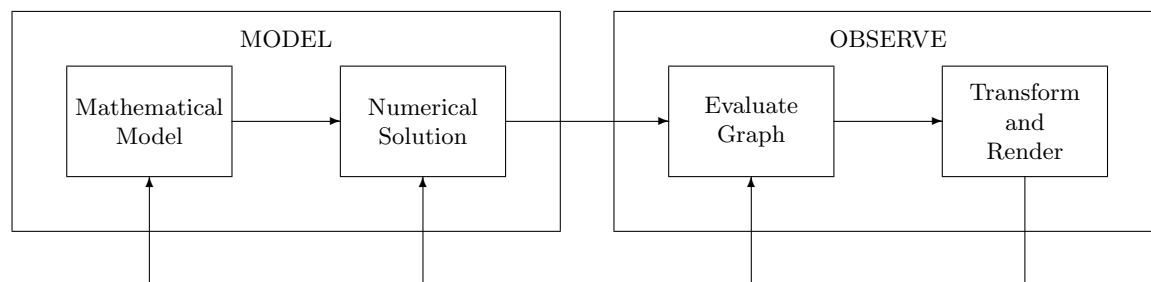 MODEL
OBSERVE
Mathematical
Model
Numerical
Solution
Evaluate
Graph
Transform
and
Render